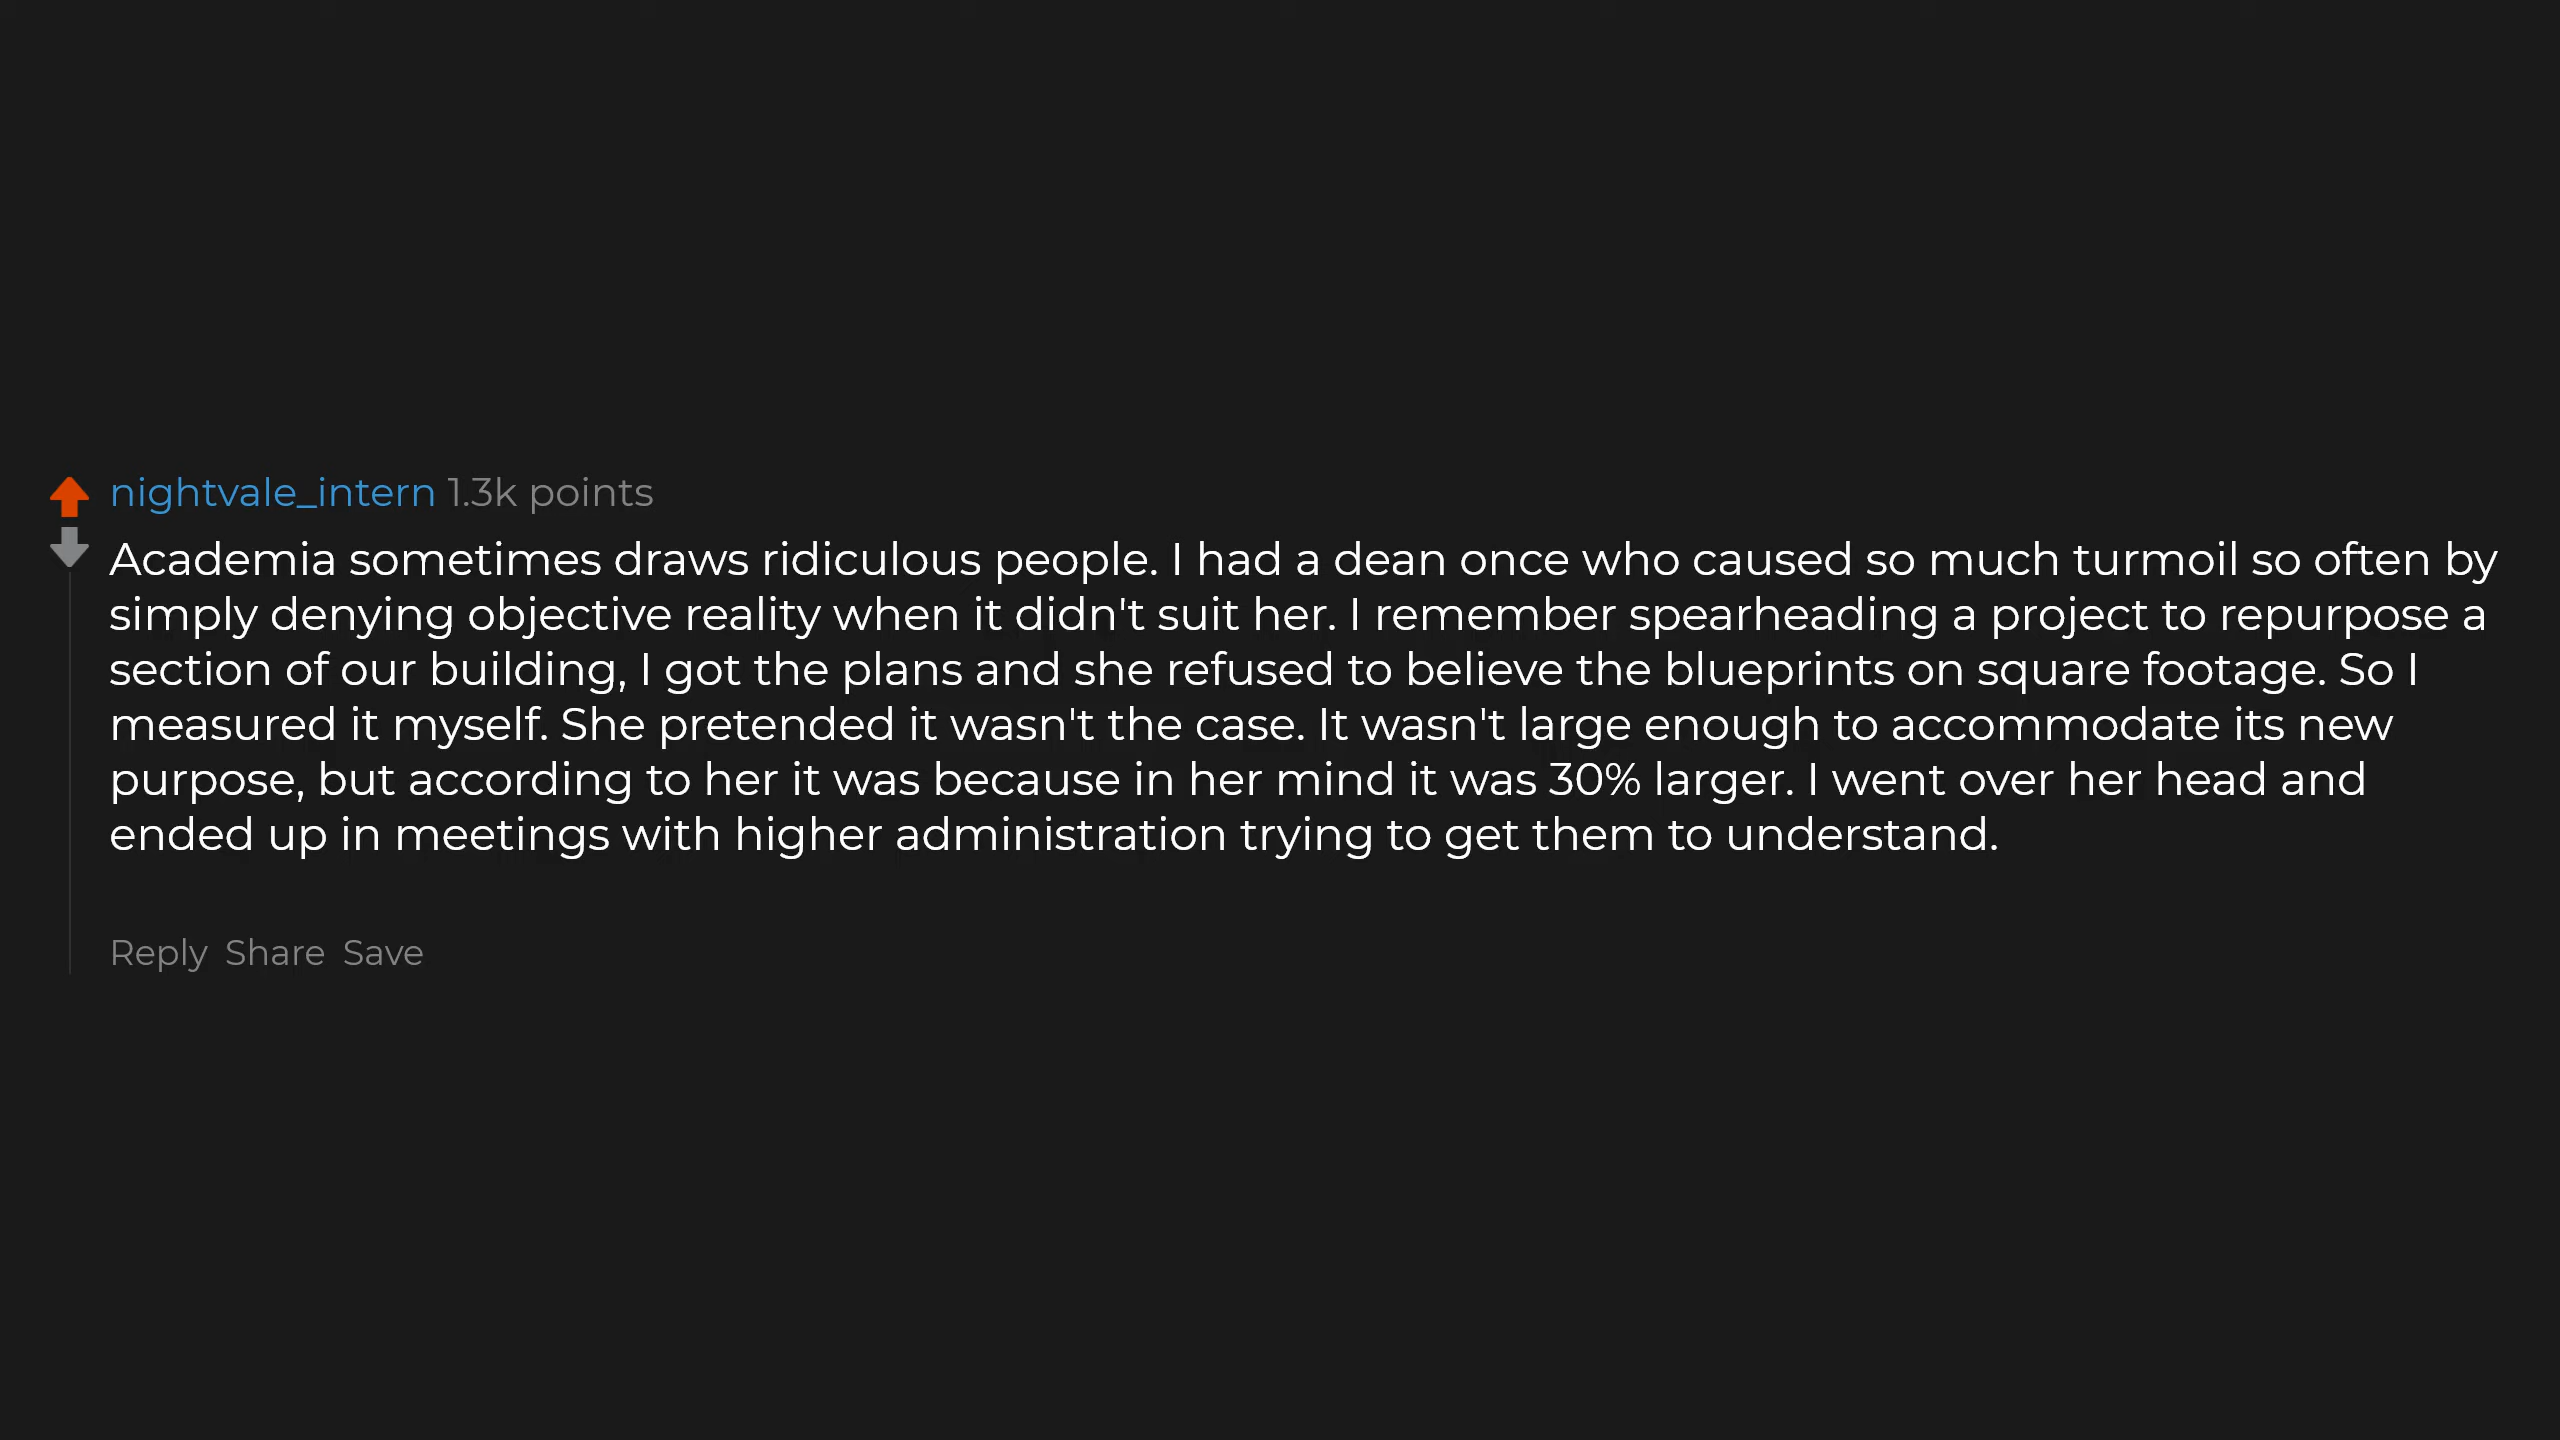 nightvale_intern 1.3k points
Academia sometimes draws ridiculous people. I had a dean once who caused so much turmoil so often by
simply denying objective reality when it didn't suit her. I remember spearheading a project to repurpose a
section of our building, I got the plans and she refused to believe the blueprints on square footage. So I
measured it myself. She pretended it wasn't the case. It wasn't large enough to accommodate its new
purpose, but according to her it was because in her mind it was 30% larger. I went over her head and
ended up in meetings with higher administration trying to get them to understand.
Reply Share Save